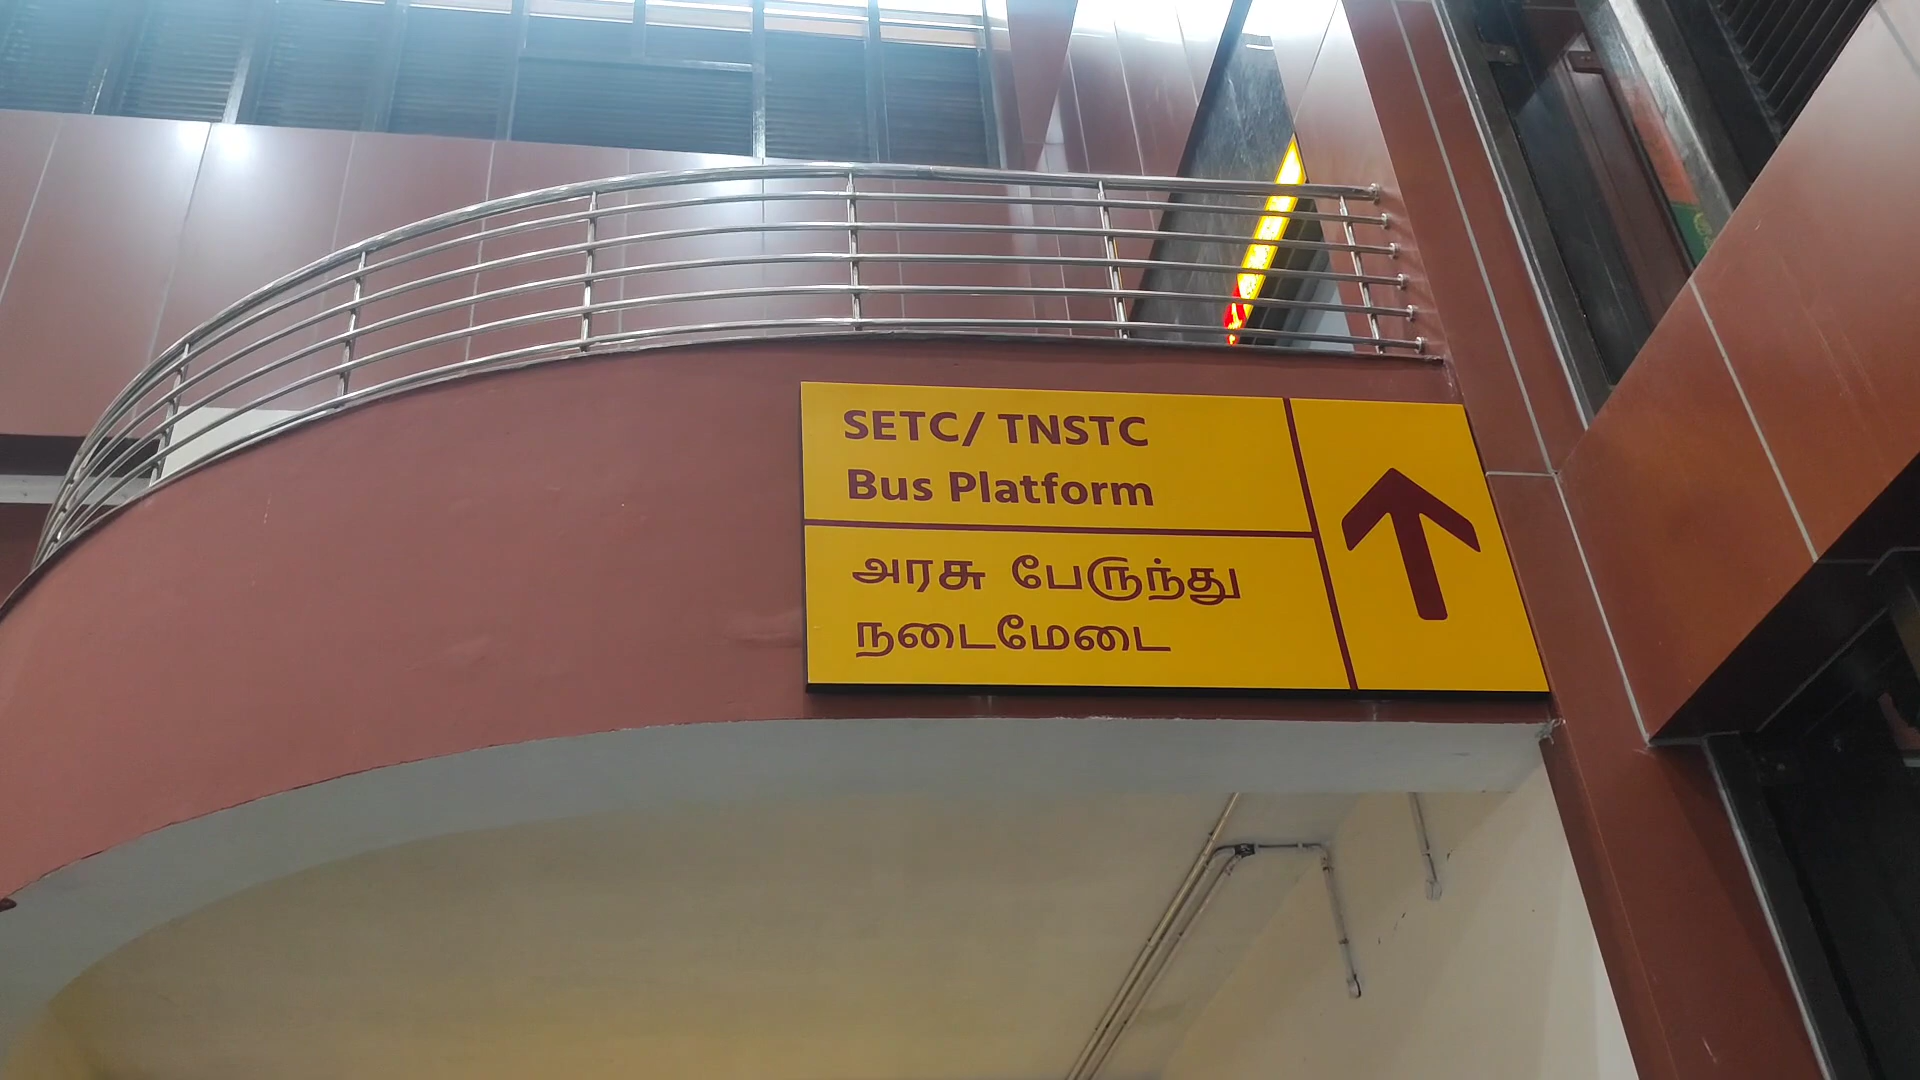 SETC/ TNSTC
Bus Platform
அரசு பேருந்து
நடைமேடை